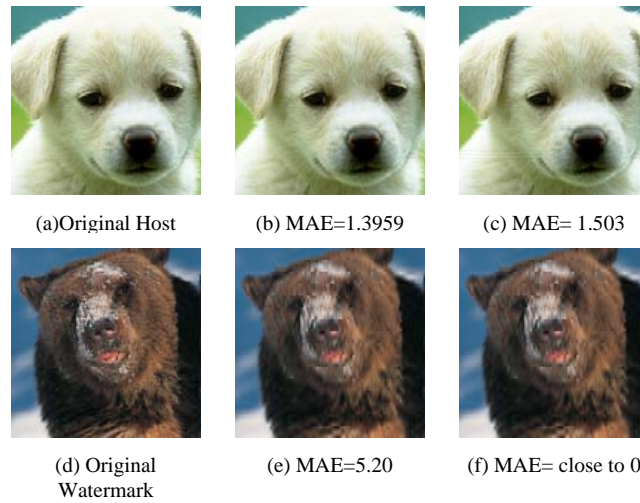 (a)Original Host
(b) MAE=1.3959
(c) MAE= 1.503
(d) Original
Watermark
(e) MAE=5.20
(f) MAE= close to 0